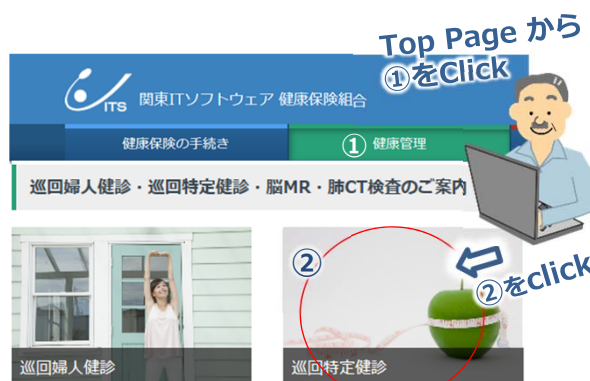 Top Page から
①をClick
ITS 関東ITソフトウェア 健康保険組合
健康保険の手続き
① 健康管理
巡回婦人健診・巡回特定健診・脳MR・肺CT検査のご案内
②
②をclick
巡回婦人健診
巡回特定健診